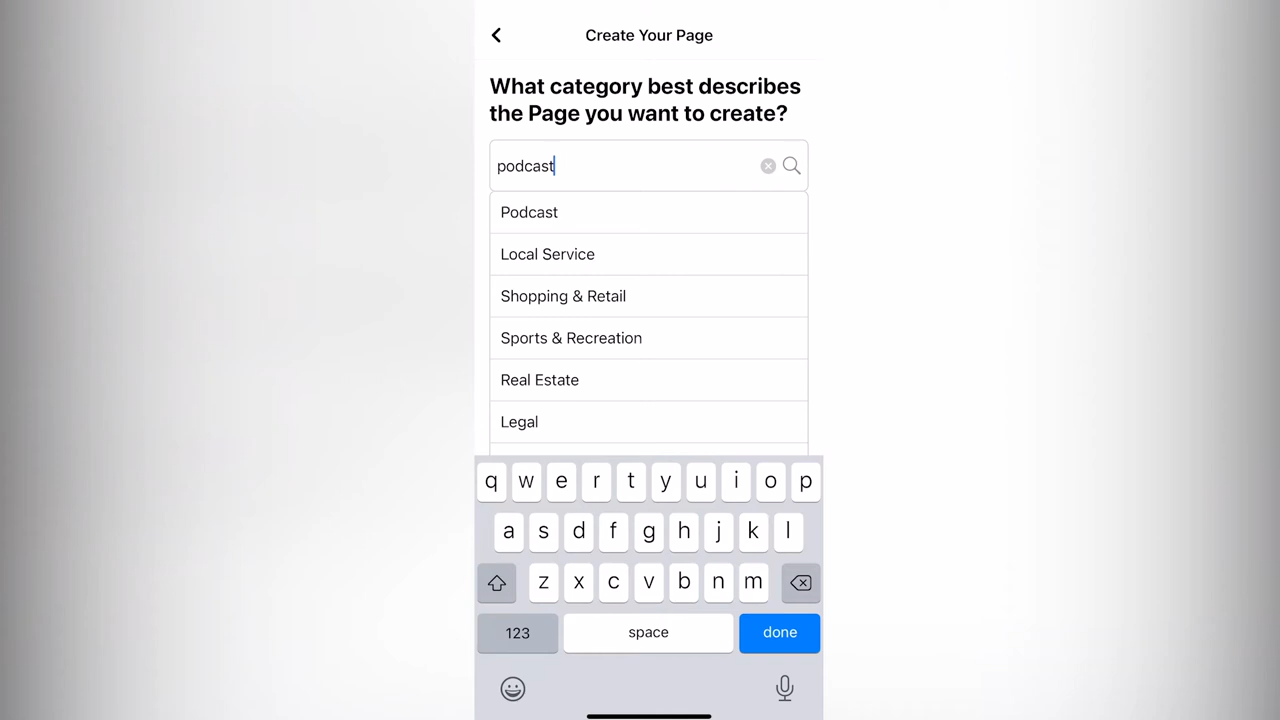 Create Your Page
What category best describes
the Page you want to create?
podcast
Podcast
Local Service
Shopping & Retail
Sports & Recreation
Real Estate
Legal
q w e r t y u i o p
a s d f g h j k l
z x c v b n m
123 space done